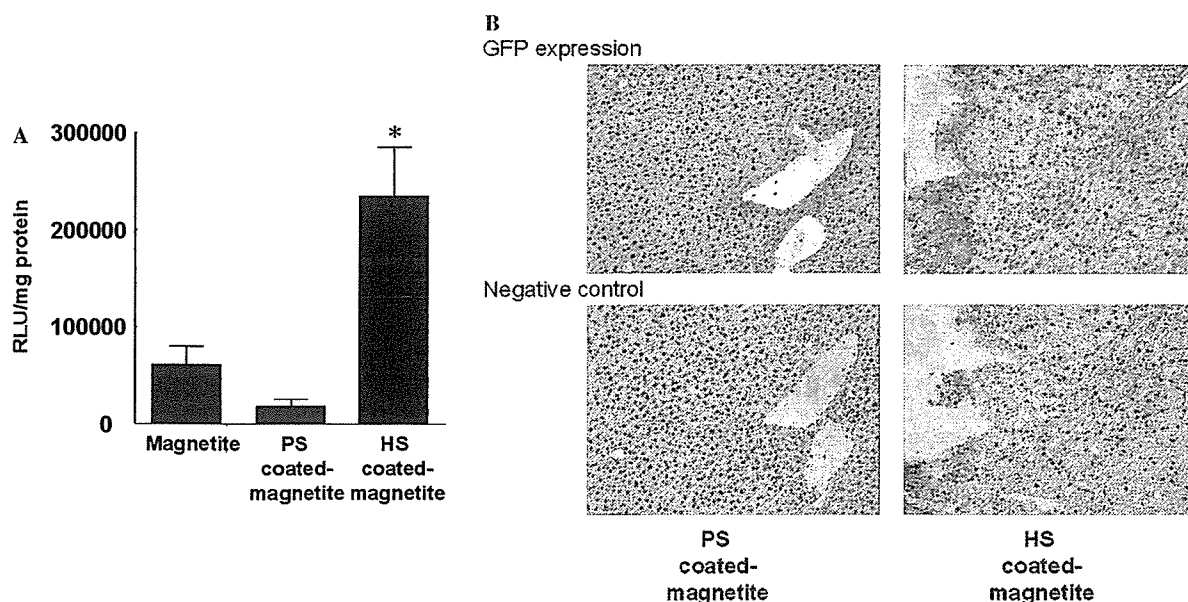 A
300000
200000
100000
0
RLU/mg protein
*
Magnetite
PS
coated-
magnetite
HS
coated-
magnetite
B
GFP expression
Negative control
PS
coated-
magnetite
HS
coated-
magnetite